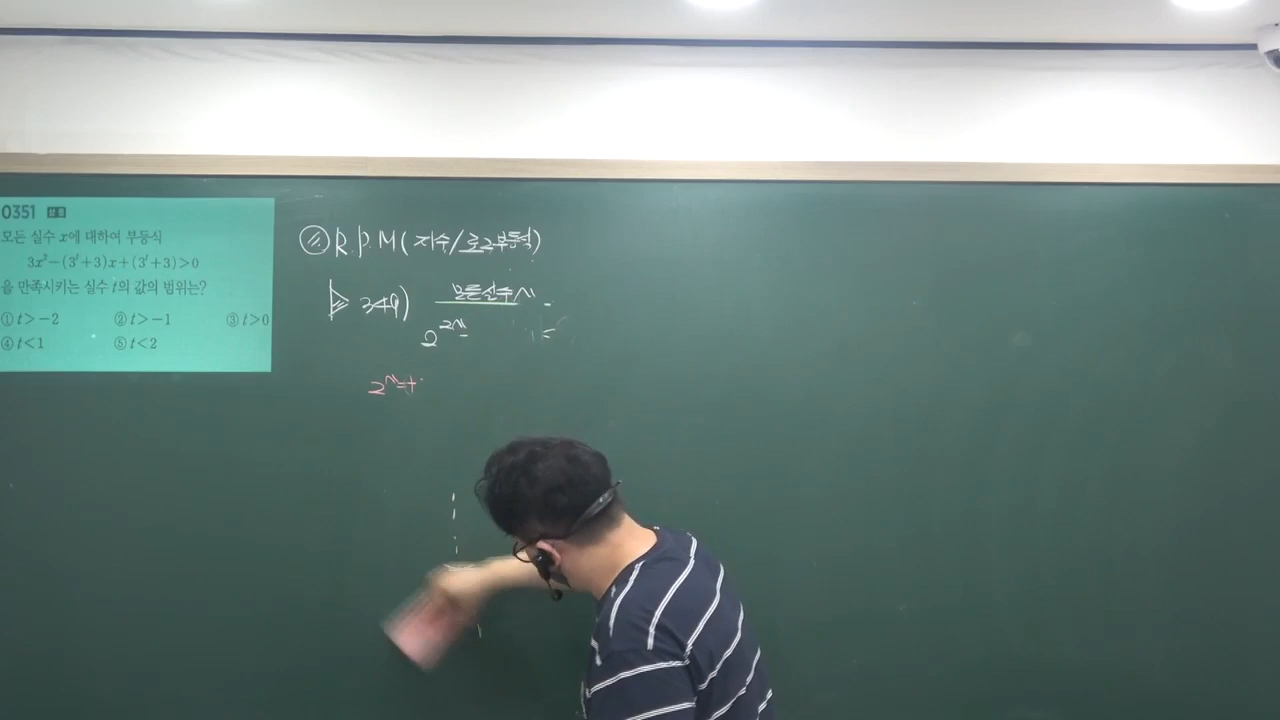 0351 상중
모든 실수 x에 대하여 부등식
3x²−(3ᵗ+3)x+(3ᵗ+3)>0
을 만족시키는 실수 t의 값의 범위는?
① t>−2 ② t>−1 ③ t>0
④ t<1 ⑤ t<2
R.P.M(지수/로그부등식)
349) 모든실수 x
2^{2x}
2^x=t